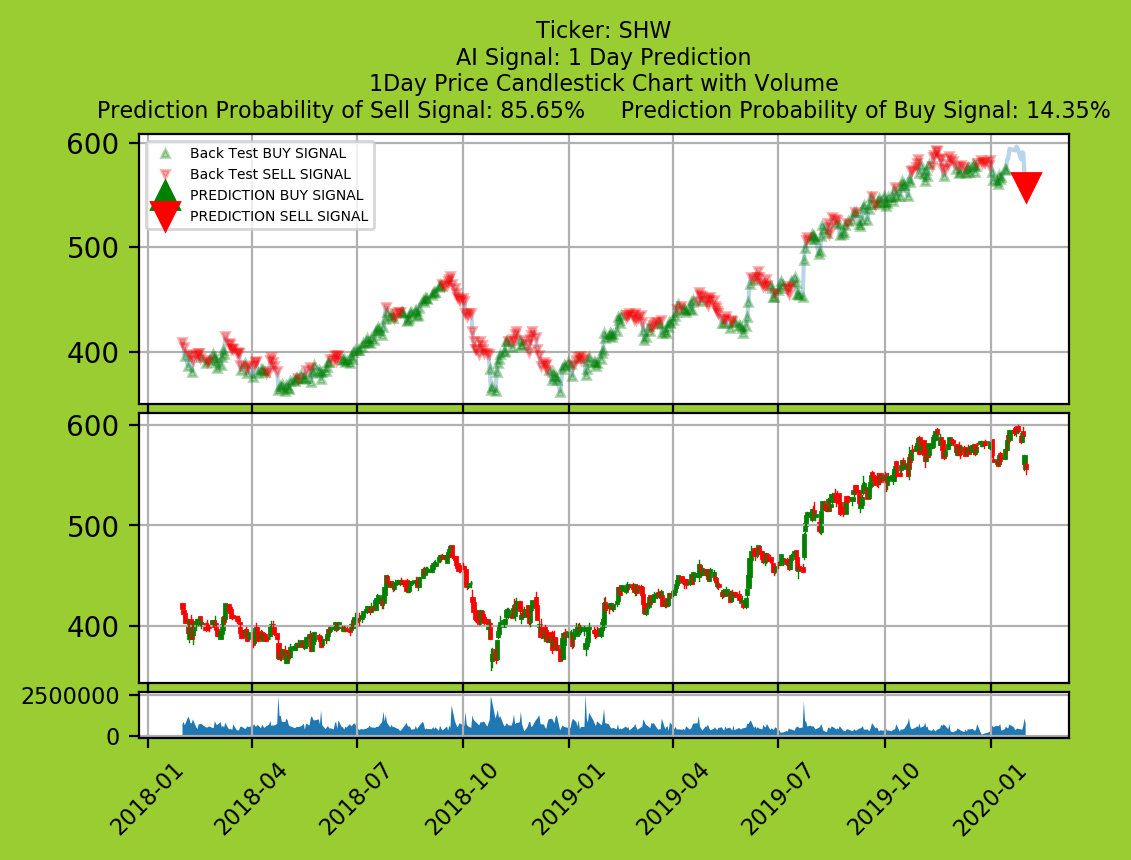 Ticker: SHW
AI Signal: 1 Day Prediction
1Day Price Candlestick Chart with Volume
Prediction Probability of Sell Signal: 85.65% Prediction Probability of Buy Signal: 14.35%
600
500
400
Back Test BUY SIGNAL
Back Test SELL SIGNAL
PREDICTION BUY SIGNAL
PREDICTION SELL SIGNAL
600
500
400
2500000
0
2018-01
2018-04
2018-07
2018-10
2019-01
2019-04
2019-07
2019-10
2020-01